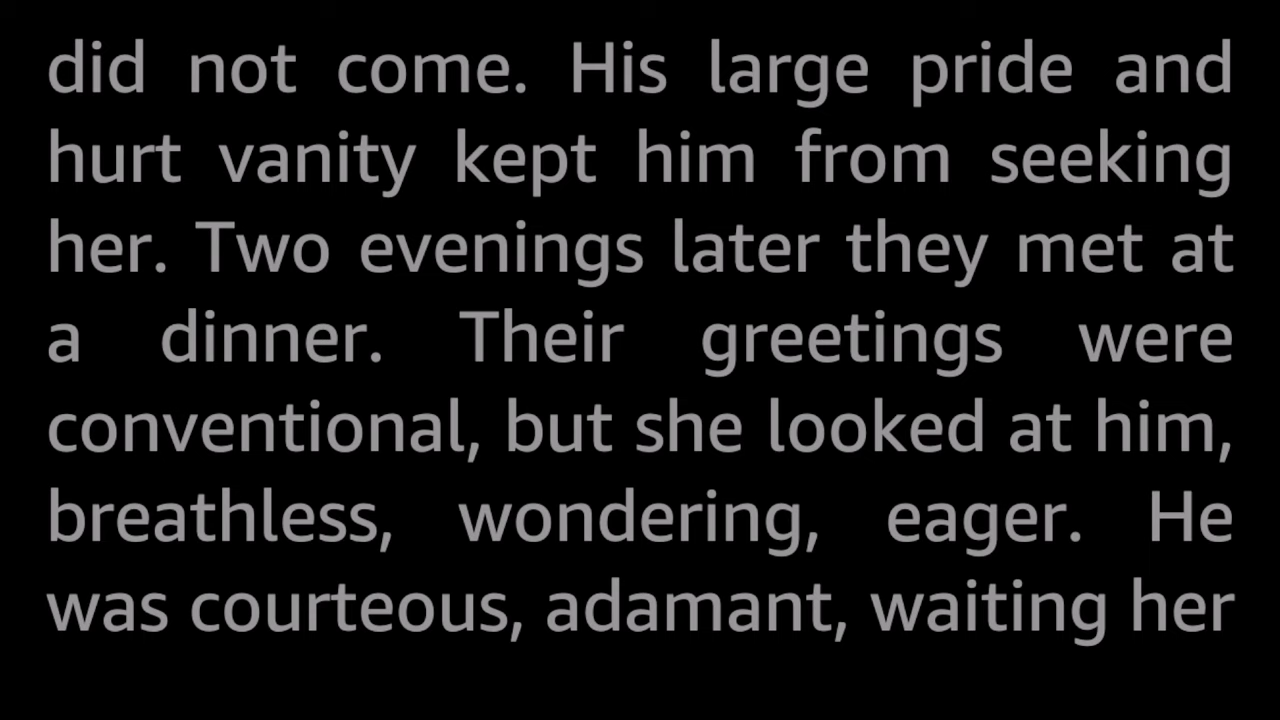 did not come. His large pride and
hurt vanity kept him from seeking
her. Two evenings later they met at
a dinner. Their greetings were
conventional, but she looked at him,
breathless, wondering, eager. He
was courteous, adamant, waiting her